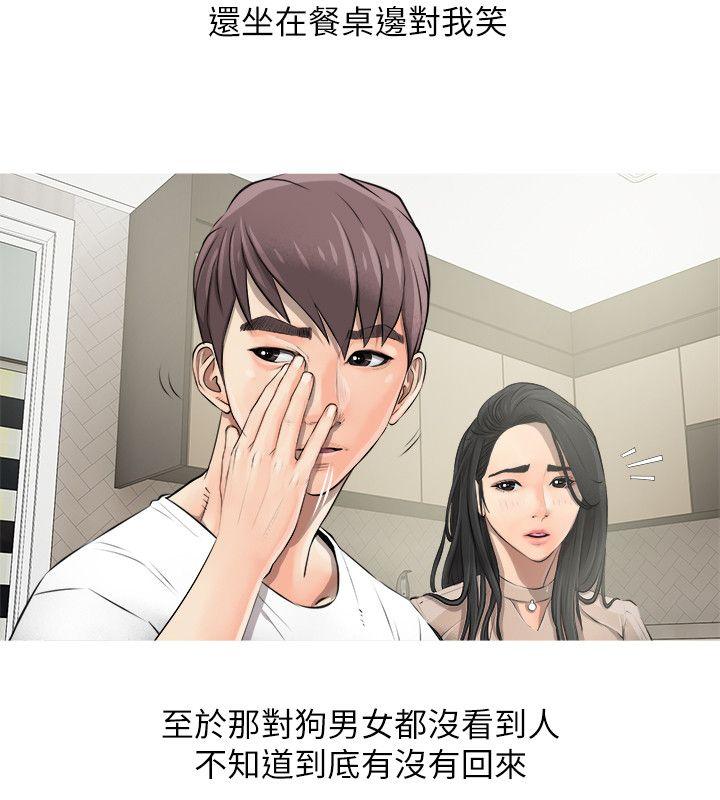 還坐在餐桌邊對我笑
至於那對狗男女都沒看到人
不知道到底有沒有回來